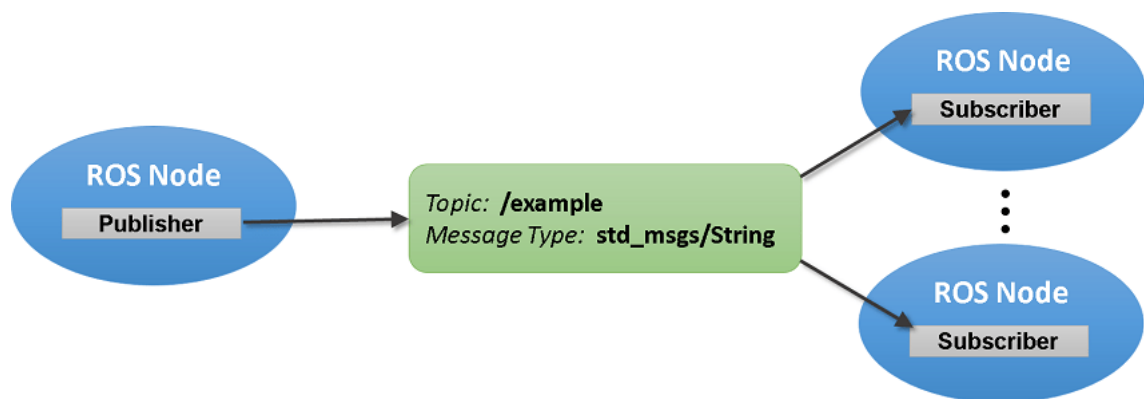 ROS Node
Publisher
Topic: /example
Message Type: std_msgs/String
ROS Node
Subscriber
ROS Node
Subscriber